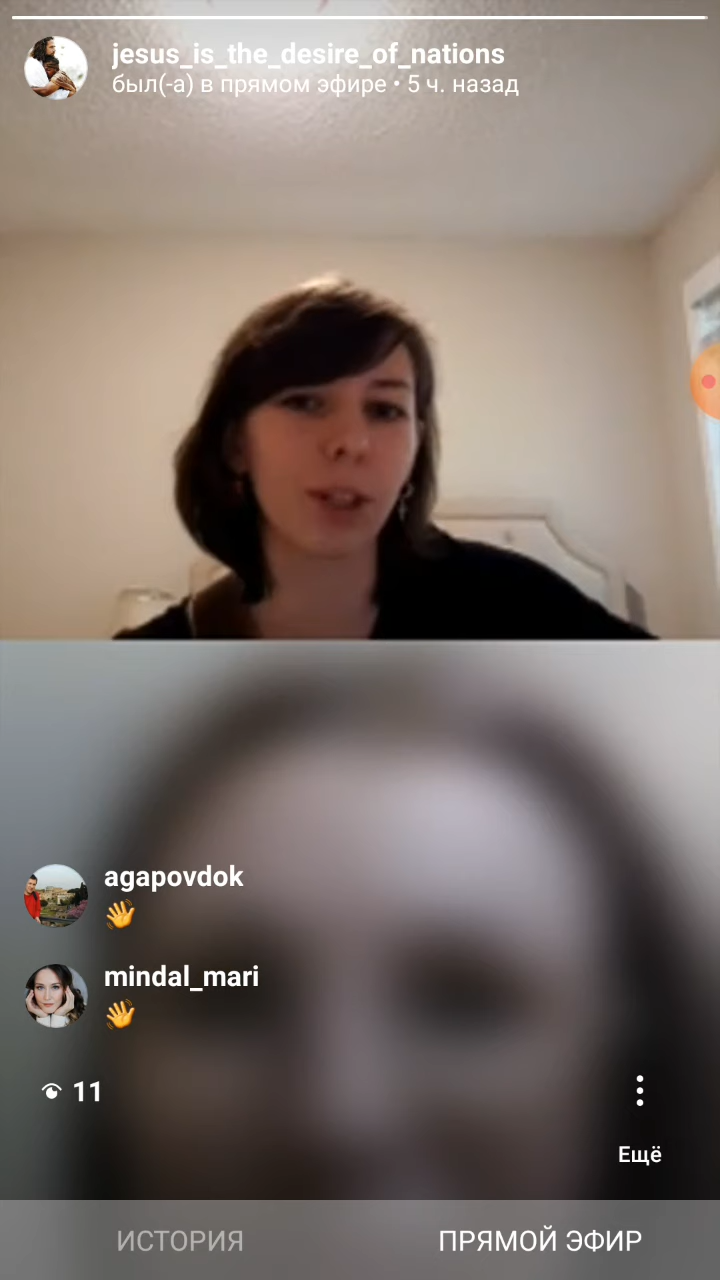 jesus_is_the_desire_of_nations
был(-а) в прямом эфире • 5 ч. назад
agapovdok
👋
mindal_mari
👋
11
Ещё
ИСТОРИЯ
ПРЯМОЙ ЭФИР